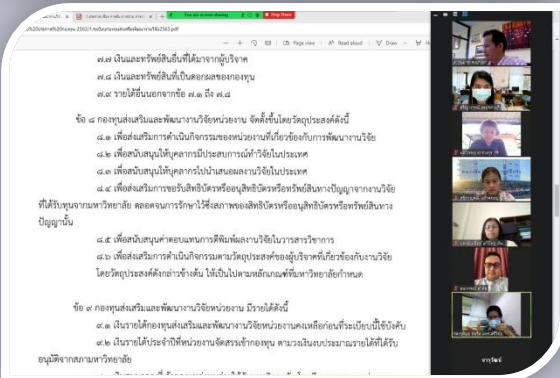 You are screen sharing
Stop Share
Page view
Read aloud
Draw
๗.๗ เงินและทรัพย์สินอื่นที่ได้มาจากผู้บริจาค
๗.๘ เงินและทรัพย์สินที่เป็นดอกผลของกองทุน
๗.๙ รายได้อื่นนอกจากข้อ ๗.๑ ถึง ๗.๘
ข้อ ๘ กองทุนส่งเสริมและพัฒนางานวิจัยหน่วยงาน จัดตั้งขึ้นโดยวัตถุประสงค์ดังนี้
๘.๑ เพื่อส่งเสริมการดำเนินกิจกรรมของหน่วยงานที่เกี่ยวข้องกับการพัฒนางานวิจัย
๘.๒ เพื่อสนับสนุนให้บุคลากรมีประสบการณ์ทำวิจัยในประเทศ
๘.๓ เพื่อสนับสนุนให้บุคลากรไปนำเสนอผลงานวิจัยในประเทศ
๘.๔ เพื่อส่งเสริมการขอรับสิทธิบัตรหรืออนุสิทธิบัตรหรือทรัพย์สินทางปัญญาจากงานวิจัย
ที่ได้รับทุนจากมหาวิทยาลัย ตลอดจนการรักษาไว้ซึ่งสภาพของสิทธิบัตรหรืออนุสิทธิบัตรหรือทรัพย์สินทาง
ปัญญานั้น
๘.๕ เพื่อสนับสนุนค่าตอบแทนการตีพิมพ์ผลงานวิจัยในวารสารวิชาการ
๘.๖ เพื่อส่งเสริมกิจกรรมตามวัตถุประสงค์ของผู้บริจาคที่เกี่ยวข้องกับงานวิจัย
โดยวัตถุประสงค์ดังกล่าวข้างต้น ให้เป็นไปตามหลักเกณฑ์ที่มหาวิทยาลัยกำหนด
ข้อ ๙ กองทุนส่งเสริมและพัฒนางานวิจัยหน่วยงาน มีรายได้ดังนี้
๙.๑ เงินรายได้กองทุนส่งเสริมและพัฒนางานวิจัยหน่วยงานคงเหลือก่อนที่ระเบียบนี้ใช้บังคับ
๙.๒ เงินรายได้ประจำปีที่หน่วยงานจัดสรรเข้ากองทุน ตามวงเงินงบประมาณรายได้ที่ได้รับ
อนุมัติจากสภามหาวิทยาลัย
จารุวัฒน์